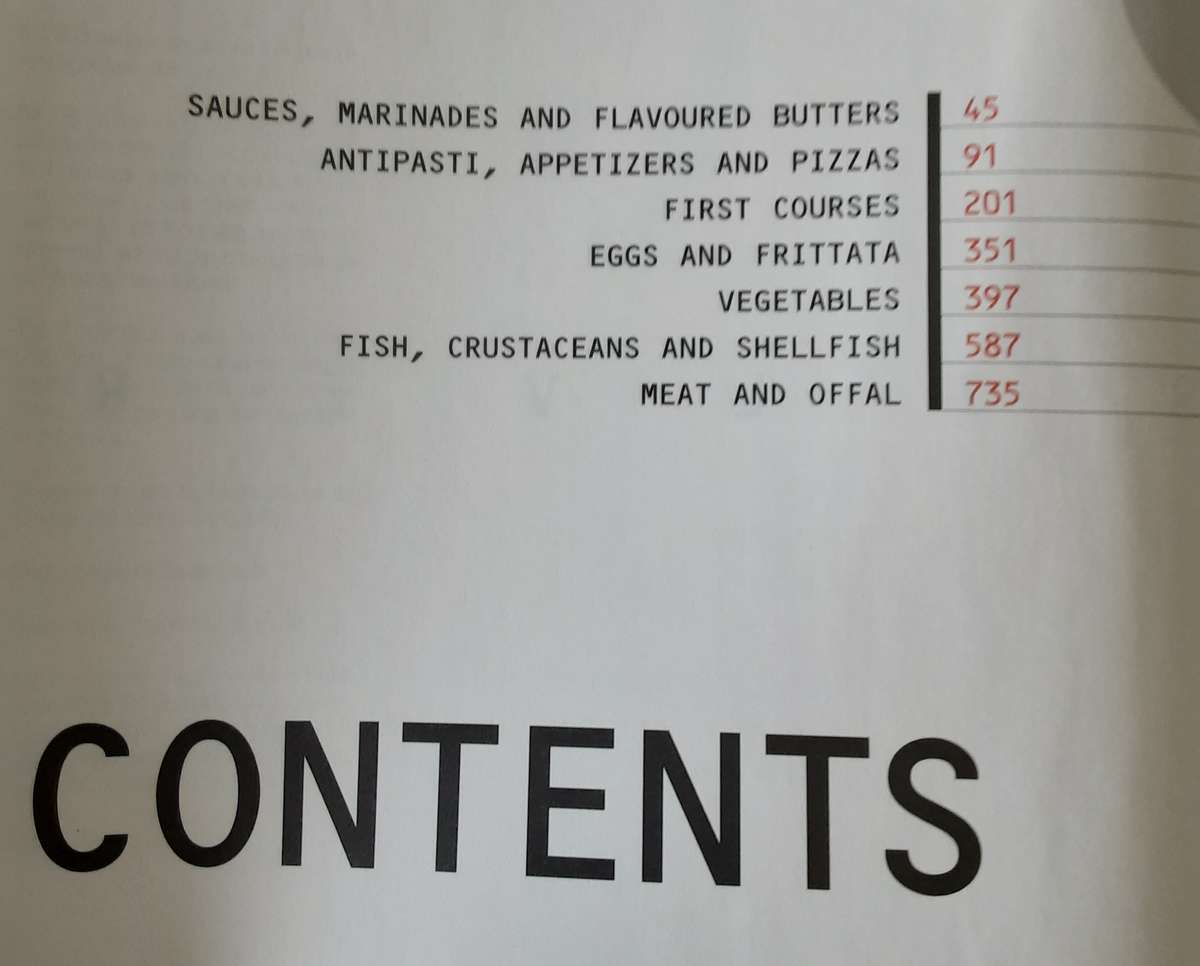 SAUCES, MARINADES AND FLAVOURED BUTTERS 45
ANTIPASTI, APPETIZERS AND PIZZAS 91
FIRST COURSES 201
EGGS AND FRITTATA 351
VEGETABLES 397
FISH, CRUSTACEANS AND SHELLFISH 587
MEAT AND OFFAL 735
CONTENTS